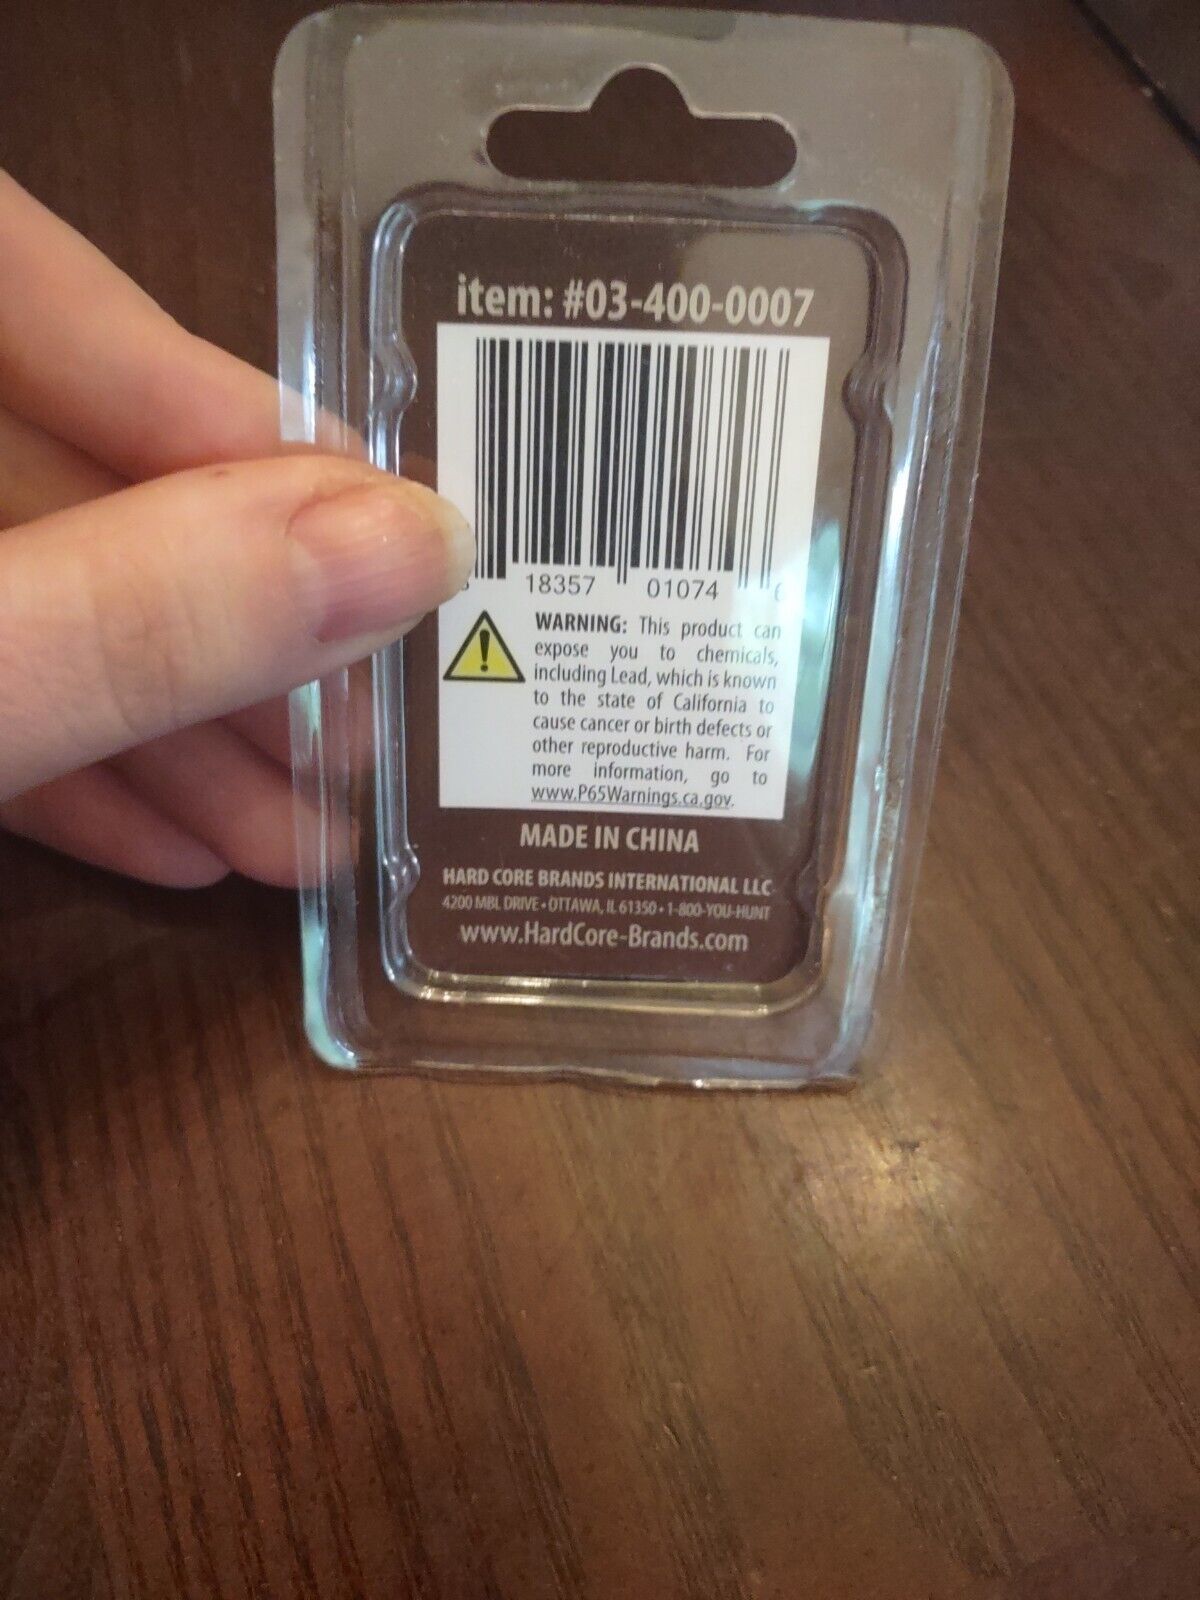 item: #03-400-0007
18357 01074 6
WARNING: This product can
expose you to chemicals,
including Lead, which is known
to the state of California to
cause cancer or birth defects or
other reproductive harm. For
more information, go to
www.P65Warnings.ca.gov.
MADE IN CHINA
HARD CORE BRANDS INTERNATIONAL LLC
4200 MBL DRIVE • OTTAWA, IL 61350 • 1-800-YOU-HUNT
www.HardCore-Brands.com